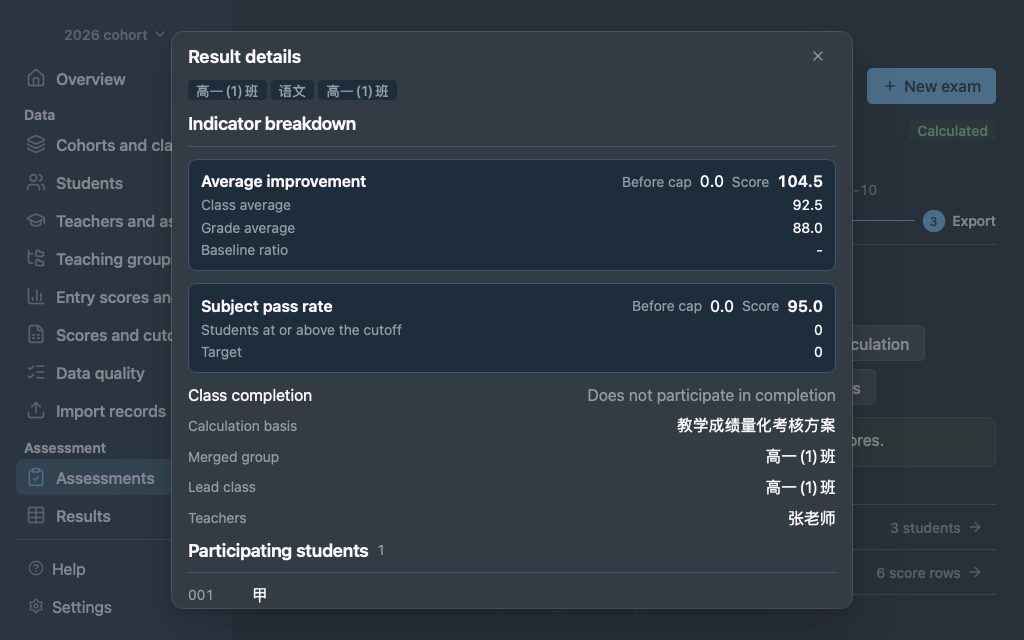 2026 cohort
Overview
Data
Cohorts and cla
Students
Teachers and as
Teaching groups
Entry scores an
Scores and cuto
Data quality
Import records
Assessment
Assessments
Results
Help
Settings
Result details
高一 (1) 班 语文 高一 (1) 班
Indicator breakdown
Average improvement Before cap 0.0 Score 104.5
Class average 92.5
Grade average 88.0
Baseline ratio -
Subject pass rate Before cap 0.0 Score 95.0
Students at or above the cutoff 0
Target 0
Class completion Does not participate in completion
Calculation basis 教学成绩量化考核方案
Merged group 高一 (1) 班
Lead class 高一 (1) 班
Teachers 张老师
Participating students 1
001 甲
+ New exam
Calculated
-10
3 Export
culation
s
ores.
3 students →
6 score rows →